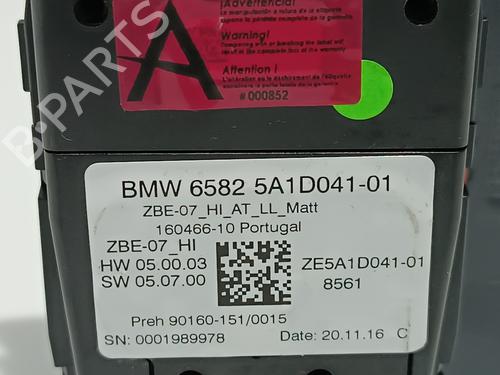 ¡Advertencia!
Warning!
Attention !
#000852
A
B-PARTS
BMW 6582 5A1D041-01
ZBE-07_HI_AT_LL_Matt
160466-10 Portugal
ZBE-07_HI
HW 05.00.03
SW 05.07.00
ZE5A1D041-01
8561
Preh 90160-151/0015
SN: 0001989978
Date: 20.11.16 C